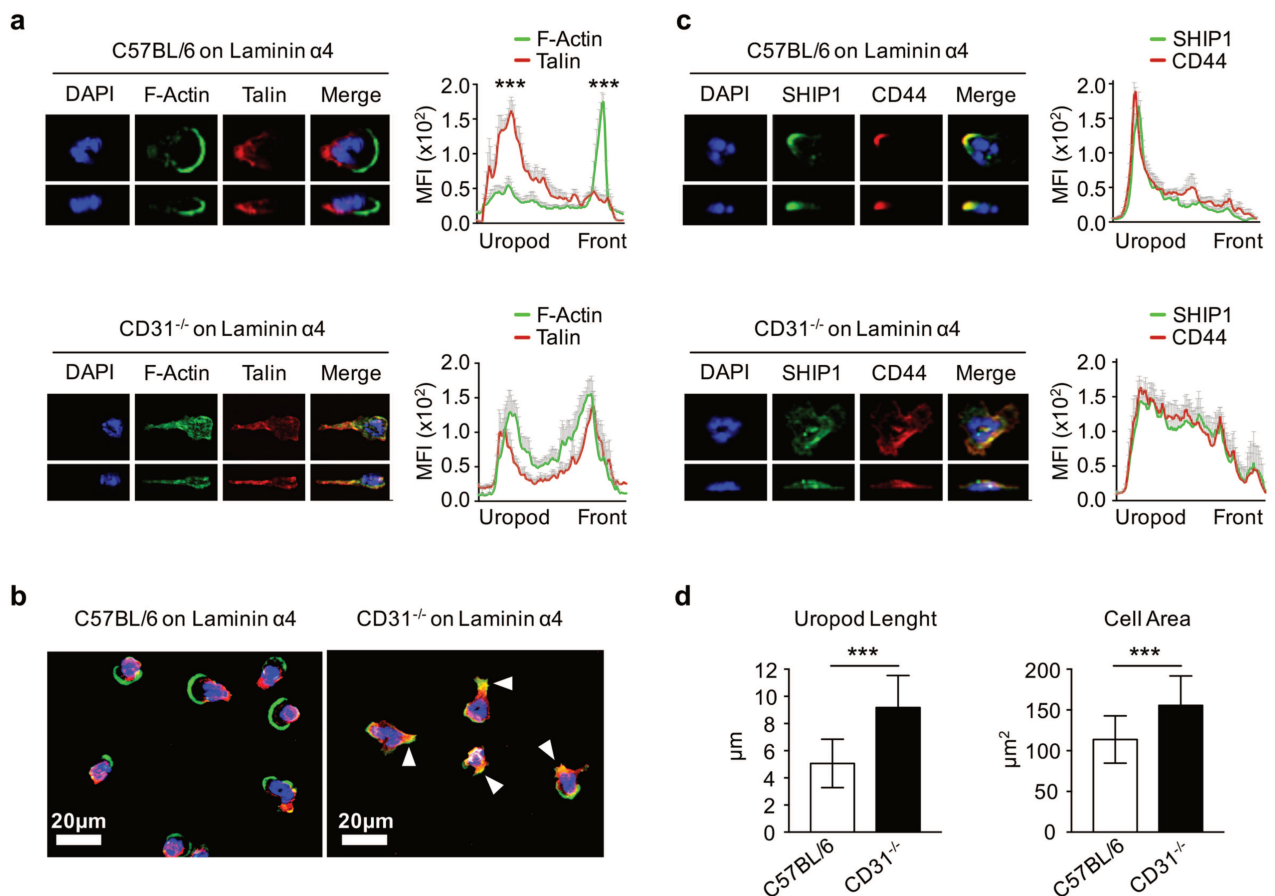 a
C57BL/6 on Laminin α4
DAPI F-Actin Talin Merge
F-Actin
Talin
MFI (x10²)
2.0
1.5
1.0
0.5
0.0
*** ***
Uropod Front
CD31⁻/⁻ on Laminin α4
DAPI F-Actin Talin Merge
F-Actin
Talin
MFI (x10²)
2.0
1.5
1.0
0.5
0.0
Uropod Front
c
C57BL/6 on Laminin α4
DAPI SHIP1 CD44 Merge
SHIP1
CD44
MFI (x10²)
2.0
1.5
1.0
0.5
0.0
Uropod Front
CD31⁻/⁻ on Laminin α4
DAPI SHIP1 CD44 Merge
SHIP1
CD44
MFI (x10²)
2.0
1.5
1.0
0.5
0.0
Uropod Front
b
C57BL/6 on Laminin α4
CD31⁻/⁻ on Laminin α4
20μm
20μm
d
Uropod Lenght
μm
12
10
8
6
4
2
0
***
C57BL/6
CD31⁻/⁻
Cell Area
μm²
200
150
100
50
0
***
C57BL/6
CD31⁻/⁻